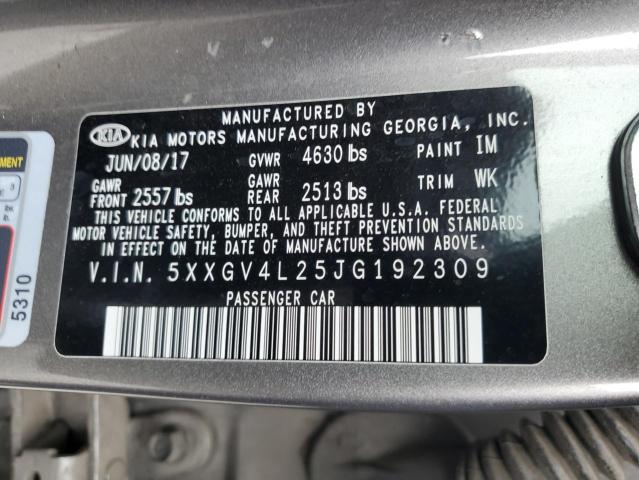 MANUFACTURED BY
KIA KIA MOTORS MANUFACTURING GEORGIA, INC.
JUN/08/17 GVWR 4630 lbs PAINT IM
GAWR FRONT 2557 lbs GAWR REAR 2513 lbs TRIM WK
THIS VEHICLE CONFORMS TO ALL APPLICABLE U.S.A. FEDERAL
MOTOR VEHICLE SAFETY, BUMPER, AND THEFT PREVENTION STANDARDS
IN EFFECT ON THE DATE OF MANUFACTURE SHOWN ABOVE.
V.I.N. 5XXGV4L25JG192309
PASSENGER CAR
5310